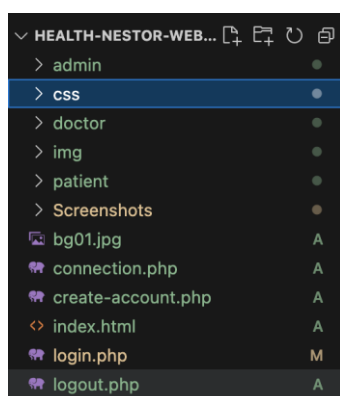 HEALTH-NESTOR-WEB...
admin
css
doctor
img
patient
Screenshots
bg01.jpg A
connection.php A
create-account.php A
<> index.html A
login.php M
logout.php A